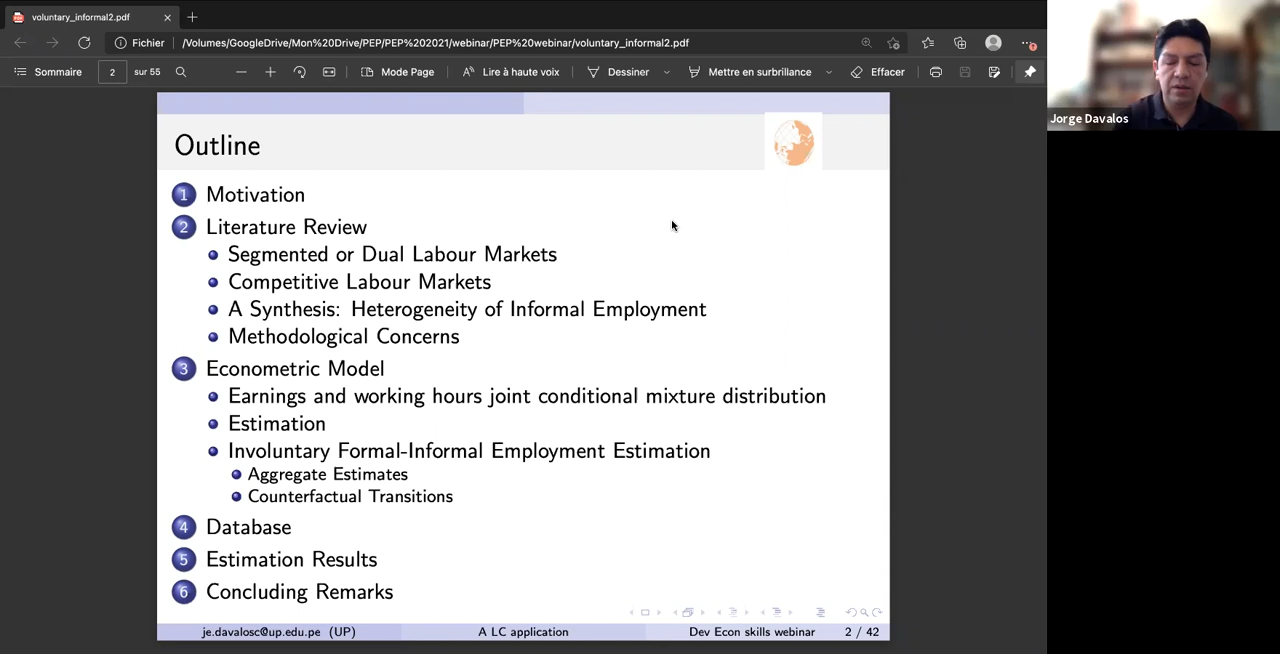 voluntary_informal2.pdf
Fichier
/Volumes/GoogleDrive/Mon%20Drive/PEP/PEP%202021/webinar/PEP%20webinar/voluntary_informal2.pdf
Sommaire
2
sur 55
Mode Page
Lire à haute voix
Dessiner
Mettre en surbrillance
Effacer
Jorge Davalos
Outline
1 Motivation
2 Literature Review
Segmented or Dual Labour Markets
Competitive Labour Markets
A Synthesis: Heterogeneity of Informal Employment
Methodological Concerns
3 Econometric Model
Earnings and working hours joint conditional mixture distribution
Estimation
Involuntary Formal-Informal Employment Estimation
Aggregate Estimates
Counterfactual Transitions
4 Database
5 Estimation Results
6 Concluding Remarks
je.davalosc@up.edu.pe (UP)
A LC application
Dev Econ skills webinar
2 / 42